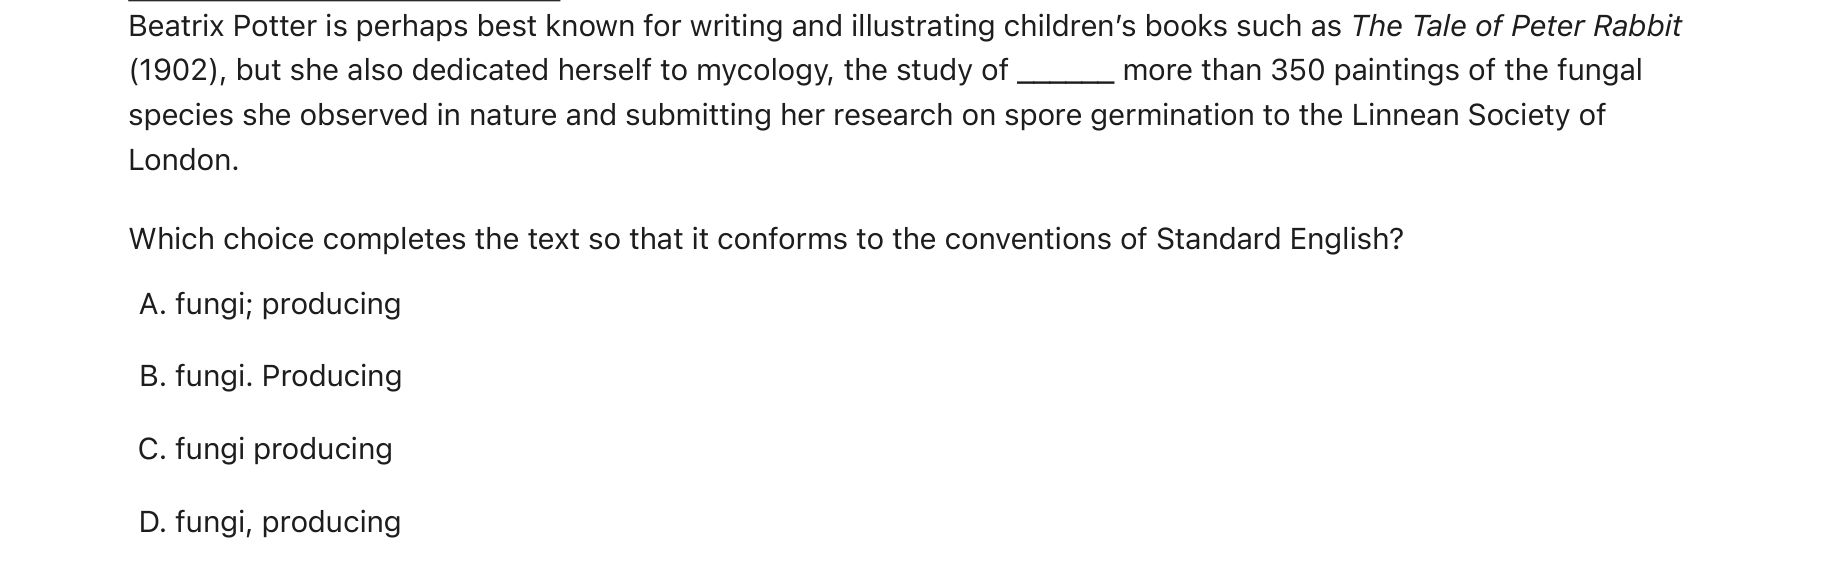 Beatrix Potter is perhaps best known for writing and illustrating children’s books such as The Tale of Peter Rabbit
(1902), but she also dedicated herself to mycology, the study of ______ more than 350 paintings of the fungal
species she observed in nature and submitting her research on spore germination to the Linnean Society of
London.
Which choice completes the text so that it conforms to the conventions of Standard English?
A. fungi; producing
B. fungi. Producing
C. fungi producing
D. fungi, producing